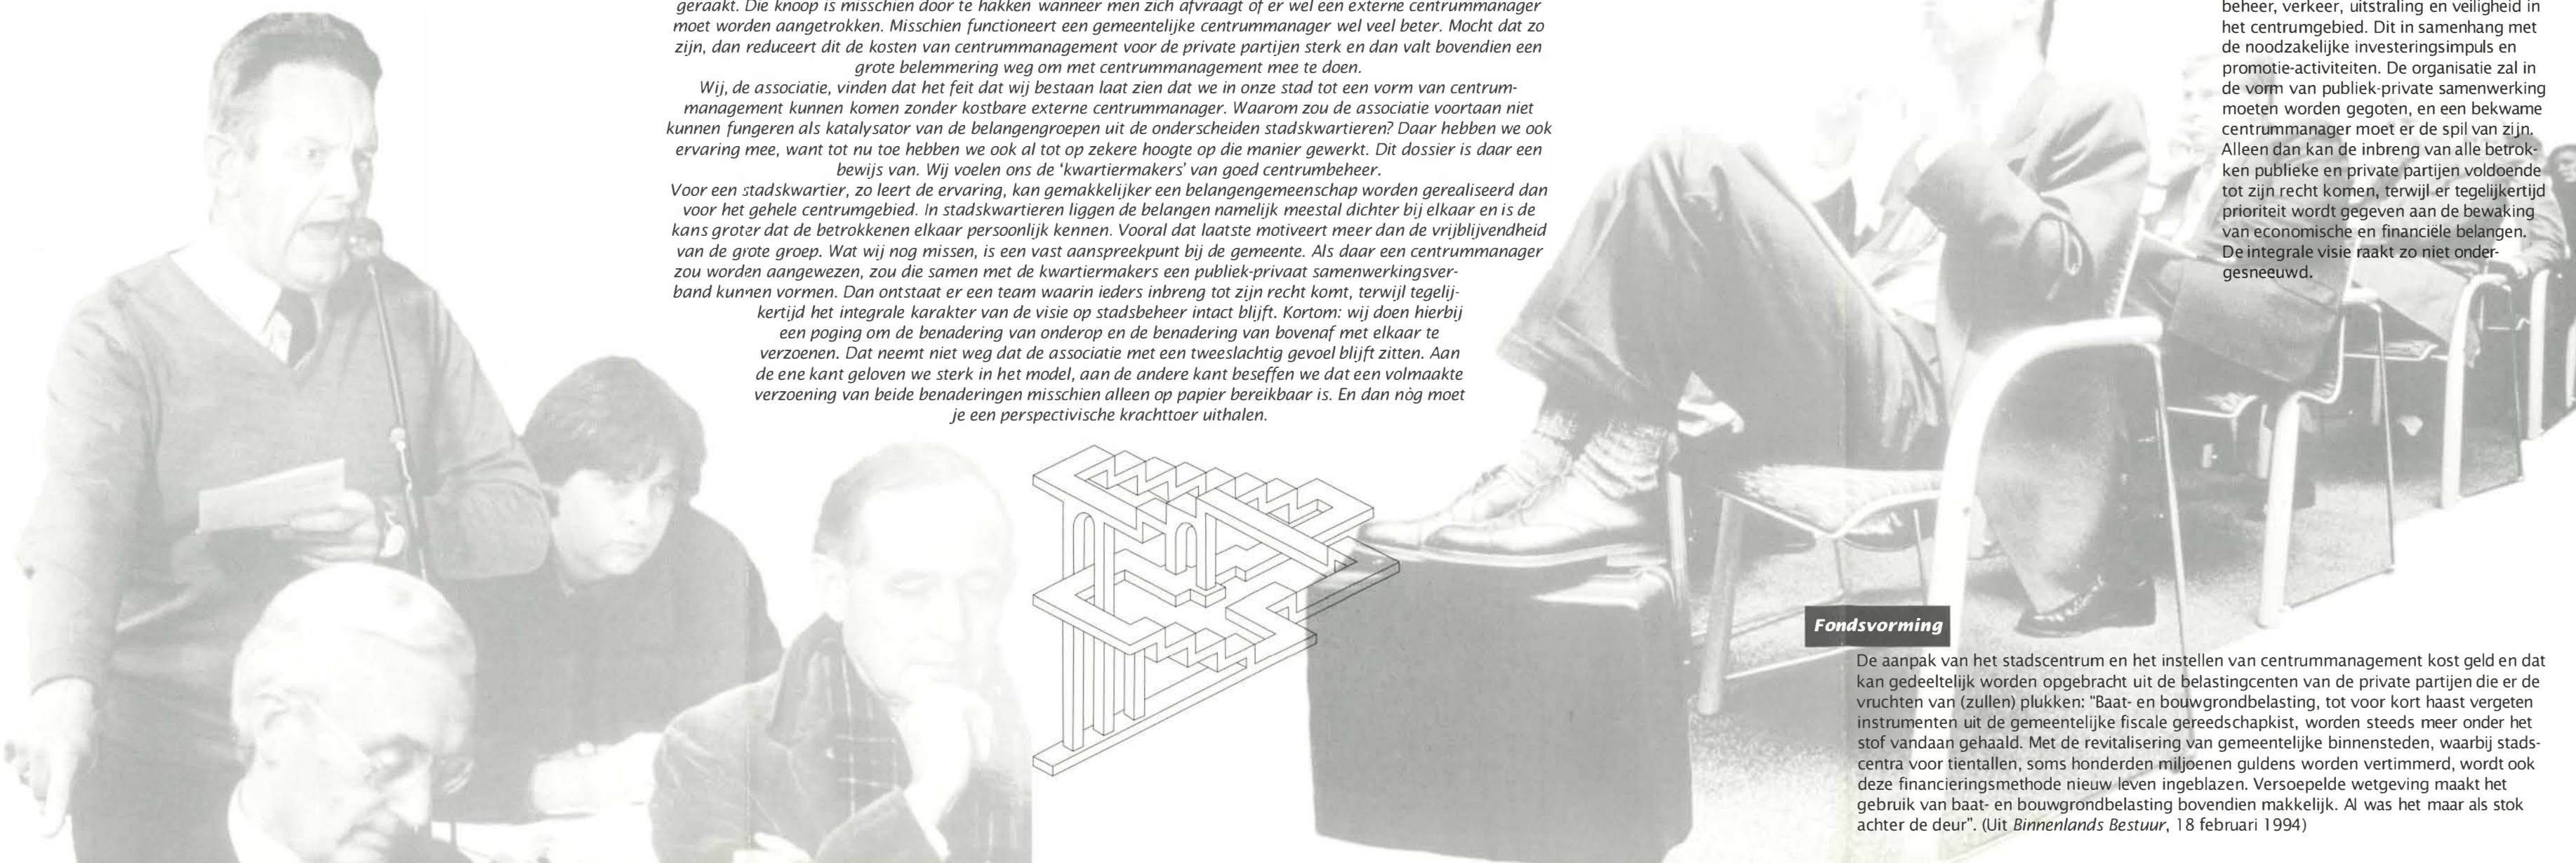 geraakt. Die knoop is misschien door te hakken wanneer men zich afvraagt of er wel een externe centrummanager
moet worden aangetrokken. Misschien functioneert een gemeentelijke centrummanager wel veel beter. Mocht dat zo
zijn, dan reduceert dit de kosten van centrummanagement voor de private partijen sterk en dan valt bovendien een
grote belemmering weg om met centrummanagement mee te doen.
Wij, de associatie, vinden dat het feit dat wij bestaan laat zien dat we in onze stad tot een vorm van centrum-
management kunnen komen zonder kostbare externe centrummanager. Waarom zou de associatie voortaan niet
kunnen fungeren als katalysator van de belangengroepen uit de onderscheiden stadskwartieren? Daar hebben we ook
ervaring mee, want tot nu toe hebben we ook al tot op zekere hoogte op die manier gewerkt. Dit dossier is daar een
bewijs van. Wij voelen ons de ‘kwartiermakers’ van goed centrumbeheer.
Voor een stadskwartier, zo leert de ervaring, kan gemakkelijker een belangengemeenschap worden gerealiseerd dan
voor het gehele centrumgebied. In stadskwartieren liggen de belangen namelijk meestal dichter bij elkaar en is de
kans groter dat de betrokkenen elkaar persoonlijk kennen. Vooral dat laatste motiveert meer dan de vrijblijvendheid
van de grote groep. Wat wij nog missen, is een vast aanspreekpunt bij de gemeente. Als daar een centrummanager
zou worden aangewezen, zou die samen met de kwartiermakers een publiek-privaat samenwerkingsver-
band kunnen vormen. Dan ontstaat er een team waarin ieders inbreng tot zijn recht komt, terwijl tegelij-
kertijd het integrale karakter van de visie op stadsbeheer intact blijft. Kortom: wij doen hierbij
een poging om de benadering van onderop en de benadering van bovenaf met elkaar te
verzoenen. Dat neemt niet weg dat de associatie met een tweeslachtig gevoel blijft zitten. Aan
de ene kant geloven we sterk in het model, aan de andere kant beseffen we dat een volmaakte
verzoening van beide benaderingen misschien alleen op papier bereikbaar is. En dan nòg moet
je een perspectivische krachttoer uithalen.
beheer, verkeer, uitstraling en veiligheid in
het centrumgebied. Dit in samenhang met
de noodzakelijke investeringsimpuls en
promotie-activiteiten. De organisatie zal in
de vorm van publiek-private samenwerking
moeten worden gegoten, en een bekwame
centrummanager moet er de spil van zijn.
Alleen dan kan de inbreng van alle betrok-
ken publieke en private partijen voldoende
tot zijn recht komen, terwijl er tegelijkertijd
prioriteit wordt gegeven aan de bewaking
van economische en financiële belangen.
De integrale visie raakt zo niet onder-
gesneeuwd.
Fondsvorming
De aanpak van het stadscentrum en het instellen van centrummanagement kost geld en dat
kan gedeeltelijk worden opgebracht uit de belastingcenten van de private partijen die er de
vruchten van (zullen) plukken: “Baat- en bouwgrondbelasting, tot voor kort haast vergeten
instrumenten uit de gemeentelijke fiscale gereedschapkist, worden steeds meer onder het
stof vandaan gehaald. Met de revitalisering van gemeentelijke binnensteden, waarbij stads-
centra voor tientallen, soms honderden miljoenen guldens worden vertimmerd, wordt ook
deze financieringsmethode nieuw leven ingeblazen. Versoepelde wetgeving maakt het
gebruik van baat- en bouwgrondbelasting bovendien makkelijk. Al was het maar als stok
achter de deur”. (Uit Binnenlands Bestuur, 18 februari 1994)